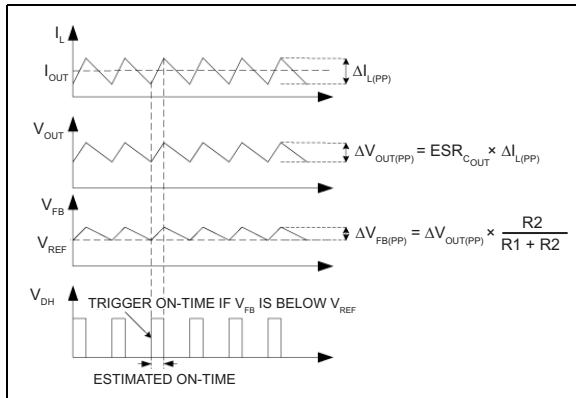 I_L
I_OUT
ΔI_L(PP)
V_OUT
ΔV_OUT(PP) = ESR_C_OUT × ΔI_L(PP)
V_FB
V_REF
ΔV_FB(PP) = ΔV_OUT(PP) × R2 / R1 + R2
V_DH
TRIGGER ON-TIME IF V_FB IS BELOW V_REF
ESTIMATED ON-TIME